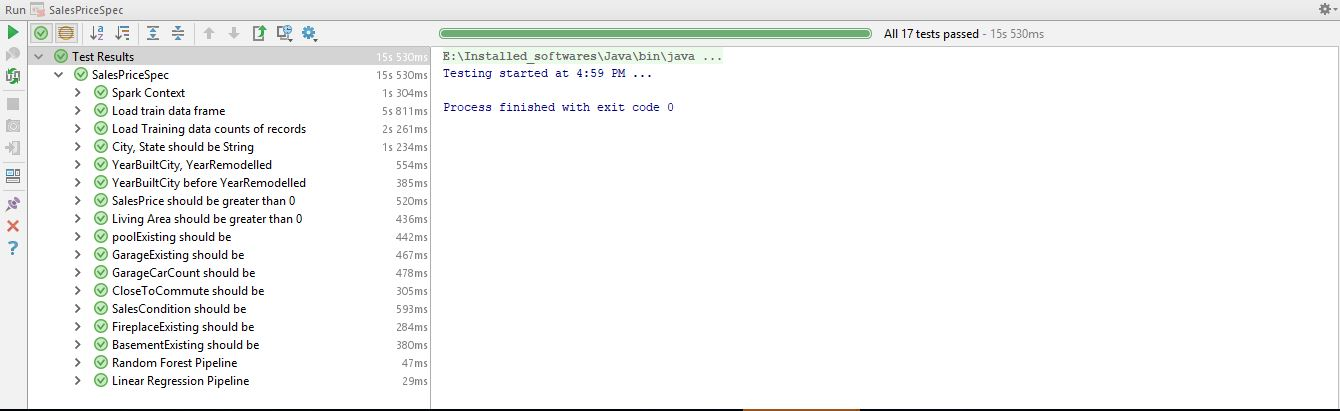 Run SalesPriceSpec
All 17 tests passed - 15s 530ms
Test Results 15s 530ms
SalesPriceSpec 15s 530ms
Spark Context 1s 304ms
Load train data frame 5s 811ms
Load Training data counts of records 2s 261ms
City, State should be String 1s 234ms
YearBuiltCity, YearRemodelled 554ms
YearBuiltCity before YearRemodelled 385ms
SalesPrice should be greater than 0 520ms
Living Area should be greater than 0 436ms
poolExisting should be 442ms
GarageExisting should be 467ms
GarageCarCount should be 478ms
CloseToCommute should be 305ms
SalesCondition should be 593ms
FireplaceExisting should be 284ms
BasementExisting should be 380ms
Random Forest Pipeline 47ms
Linear Regression Pipeline 29ms
E:\Installed_softwares\Java\bin\java ...
Testing started at 4:59 PM ...
Process finished with exit code 0